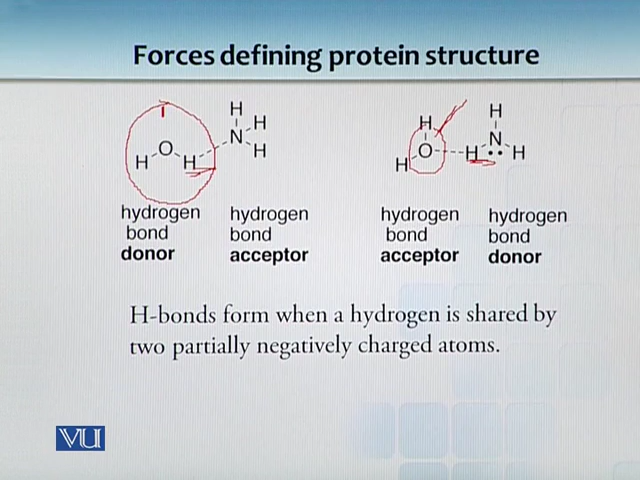 Forces defining protein structure
H
H
N
H
O
H
H
H
H
N
O
H
H
H
hydrogen bond donor
hydrogen bond acceptor
hydrogen bond acceptor
hydrogen bond donor
H-bonds form when a hydrogen is shared by
two partially negatively charged atoms.
VU